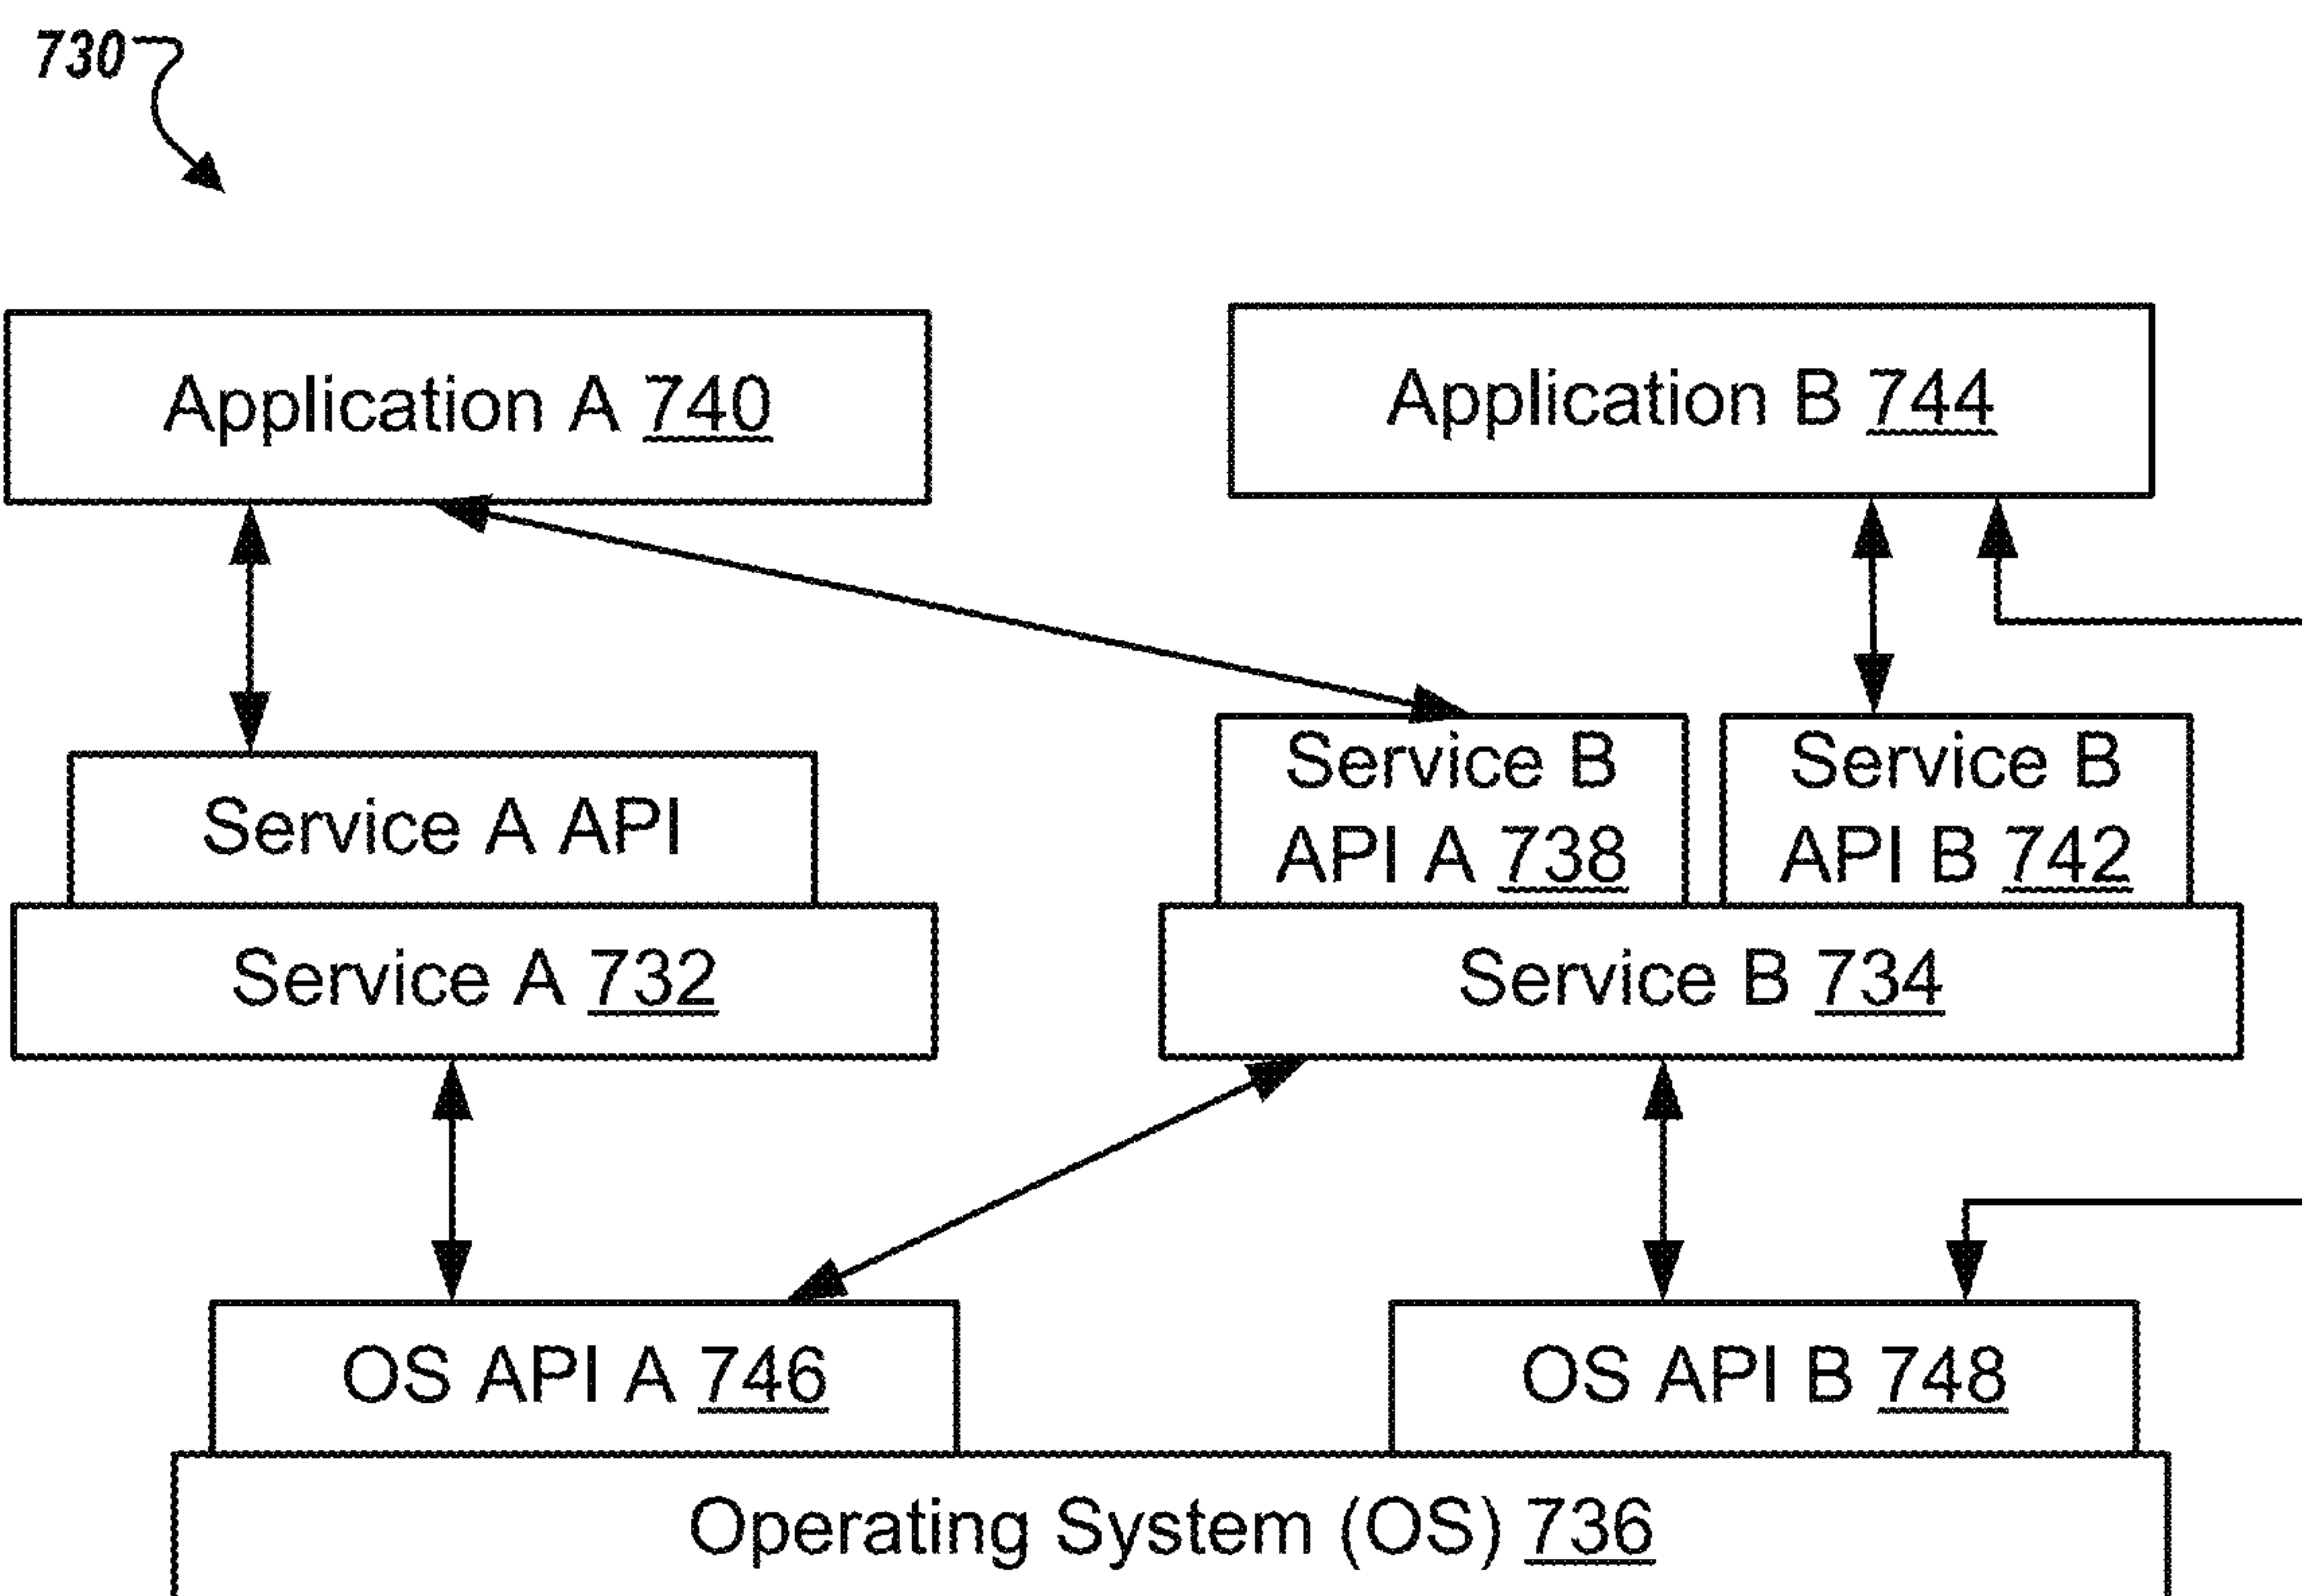 730
Application A 740
Application B 744
Service A API
Service B
API A 738
Service B
API B 742
Service A 732
Service B 734
OS API A 746
OS API B 748
Operating System (OS) 736